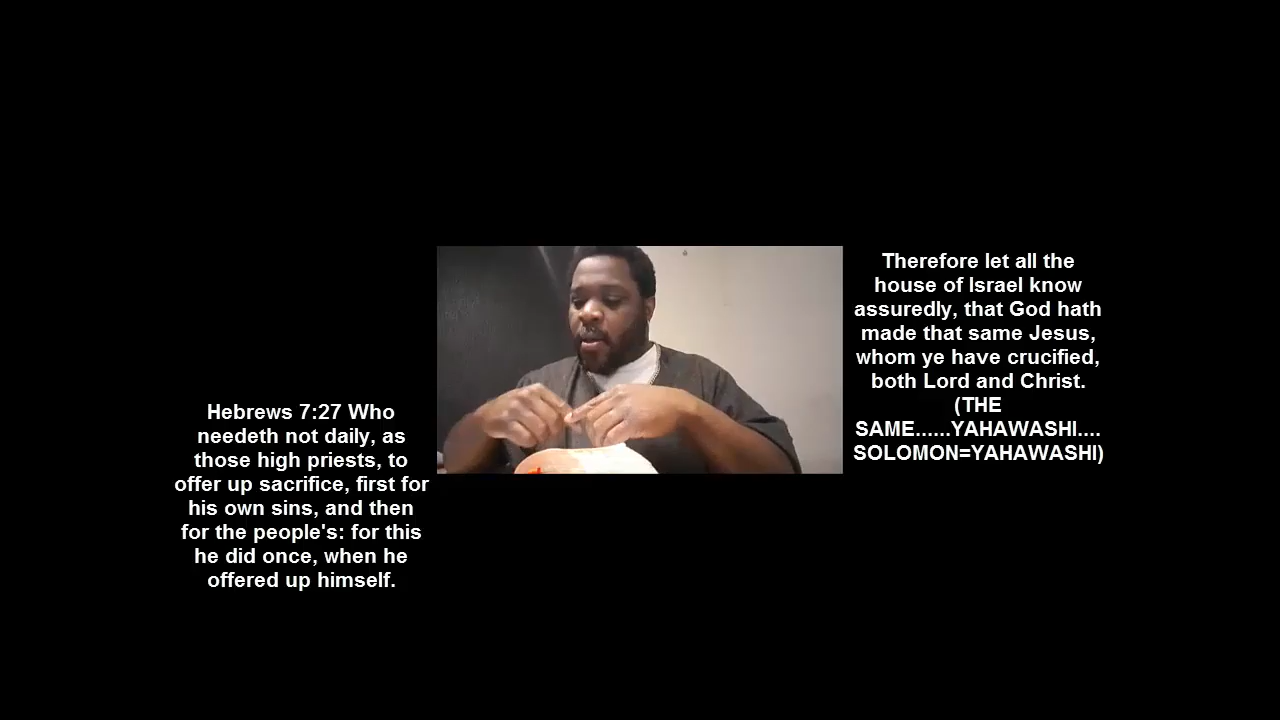 Hebrews 7:27 Who
needeth not daily, as
those high priests, to
offer up sacrifice, first for
his own sins, and then
for the people's: for this
he did once, when he
offered up himself.
Therefore let all the
house of Israel know
assuredly, that God hath
made that same Jesus,
whom ye have crucified,
both Lord and Christ.
(THE
SAME......YAHAWASHI....
SOLOMON=YAHAWASHI)